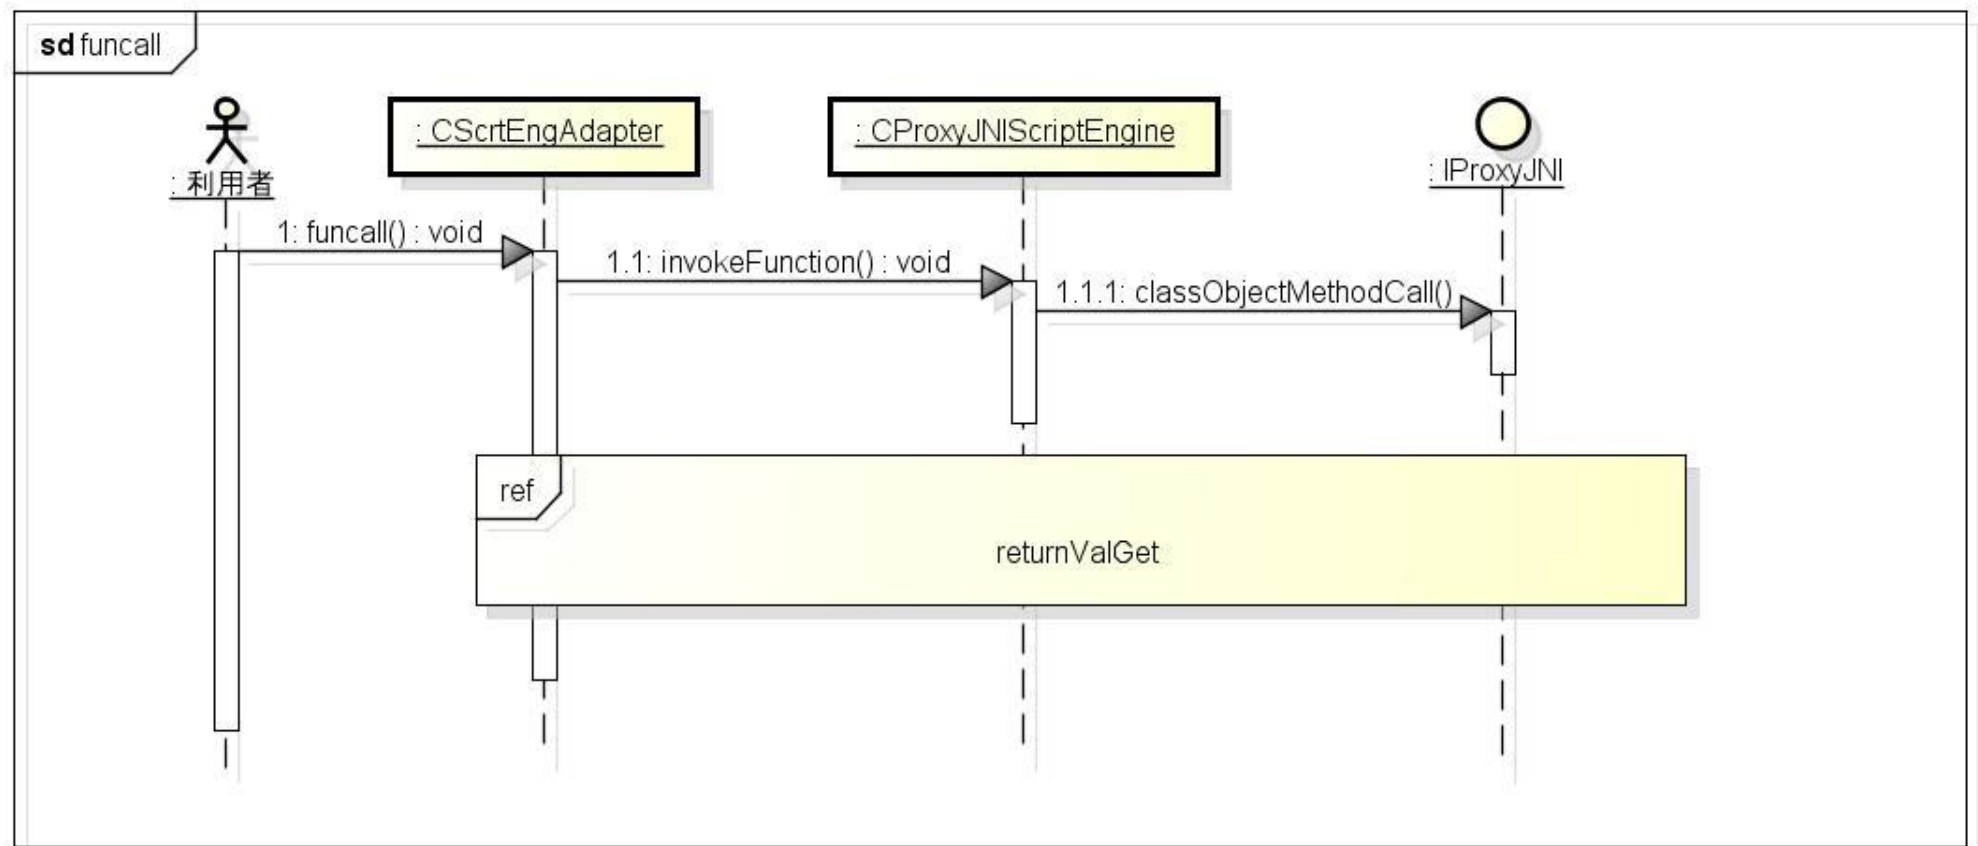 sd funcall
: CScrtEngAdapter
: CProxyJNIScriptEngine
: IProxyJNI
: 利用者
1: funcall() : void
1.1: invokeFunction() : void
1.1.1: classObjectMethodCall()
ref
returnValGet